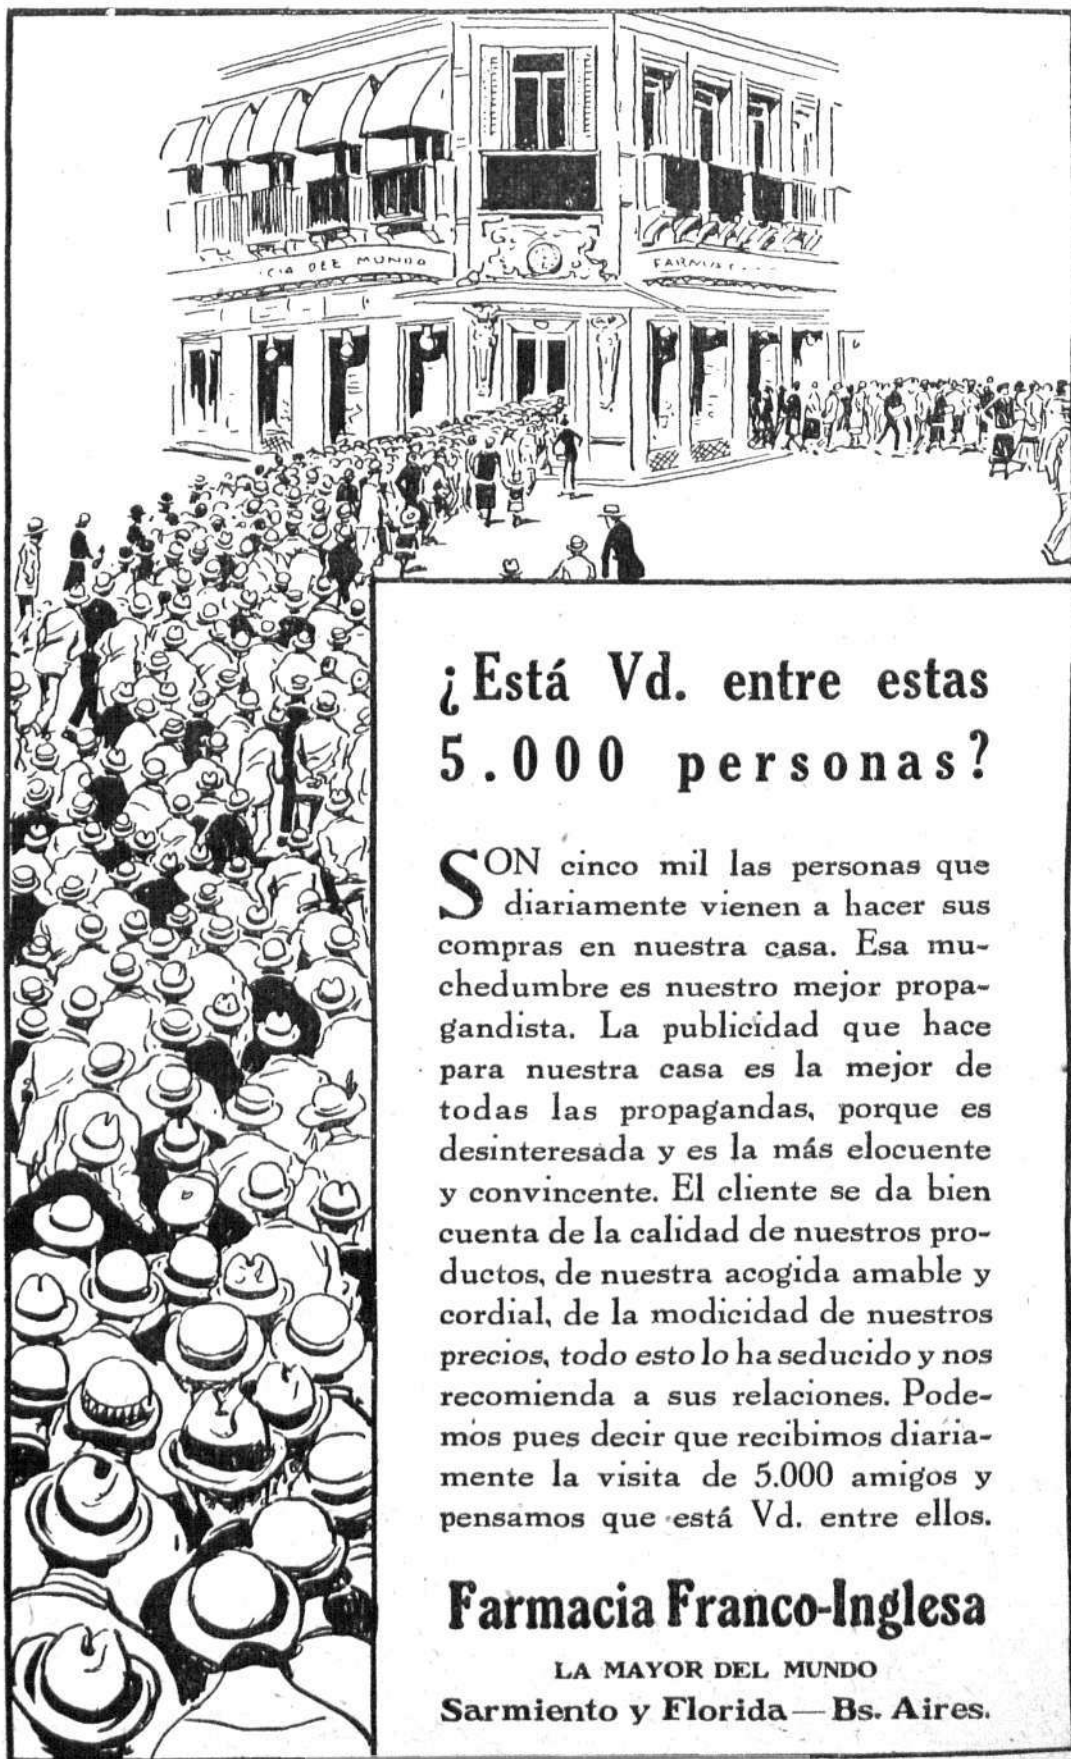 CIA DEL MUNDO
¿Está Vd. entre estas
5.000 personas?
SON cinco mil las personas que
diariamente vienen a hacer sus
compras en nuestra casa. Esa mu-
chedumbre es nuestro mejor propa-
gandista. La publicidad que hace
para nuestra casa es la mejor de
todas las propagandas, porque es
desinteresada y es la más elocuente
y convincente. El cliente se da bien
cuenta de la calidad de nuestros pro-
ductos, de nuestra acogida amable y
cordial, de la modicidad de nuestros
precios, todo esto lo ha seducido y nos
recomienda a sus relaciones. Pode-
mos pues decir que recibimos diaria-
mente la visita de 5.000 amigos y
pensamos que está Vd. entre ellos.
Farmacia Franco-Inglesa
LA MAYOR DEL MUNDO
Sarmiento y Florida—Bs. Aires.